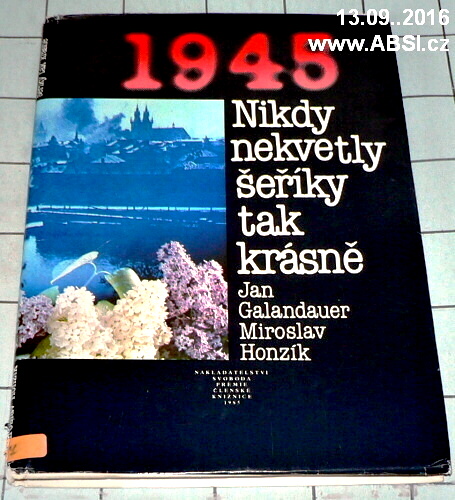 13.09..2016
www.ABSI.cz
1945
Nikdy
nekvetly
šeříky
tak
krásně
Jan
Galandauer
Miroslav
Honzík
NAKLADATELSTVÍ
SVOBODA
PRÉMIE
ČLENSKÉ
KNIŽNICE